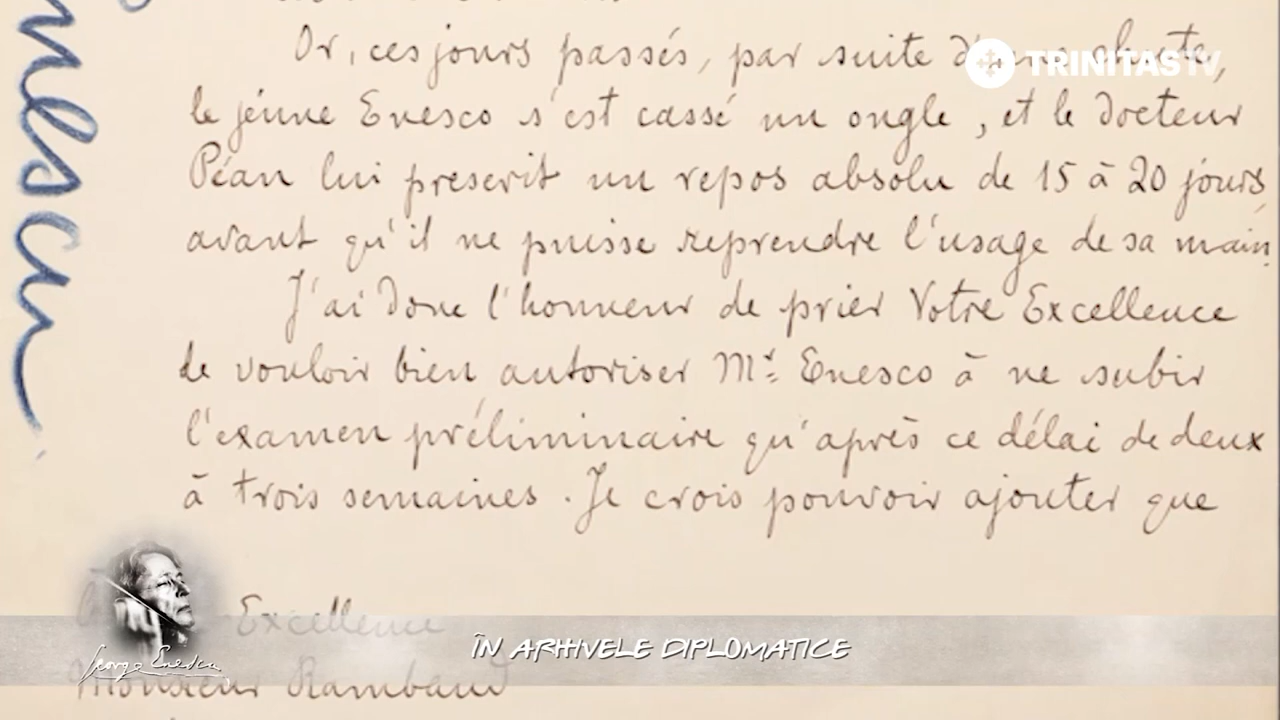 Or, ces jours passés, par suite d'une chute,
le jeune Enesco s'est cassé un ongle, et le docteur
Péan lui prescrit un repos absolu de 15 à 20 jours,
avant qu'il ne puisse reprendre l'usage de sa main.
J'ai donc l'honneur de prier Votre Excellence
de vouloir bien autoriser Mr Enesco à ne subir
l'examen préliminaire qu'après ce délai de deux
à trois semaines. Je crois pouvoir ajouter que
Excellence
Monsieur Rambaud
TRINITAS TV
ÎN ARHIVELE DIPLOMATICE
George Enescu